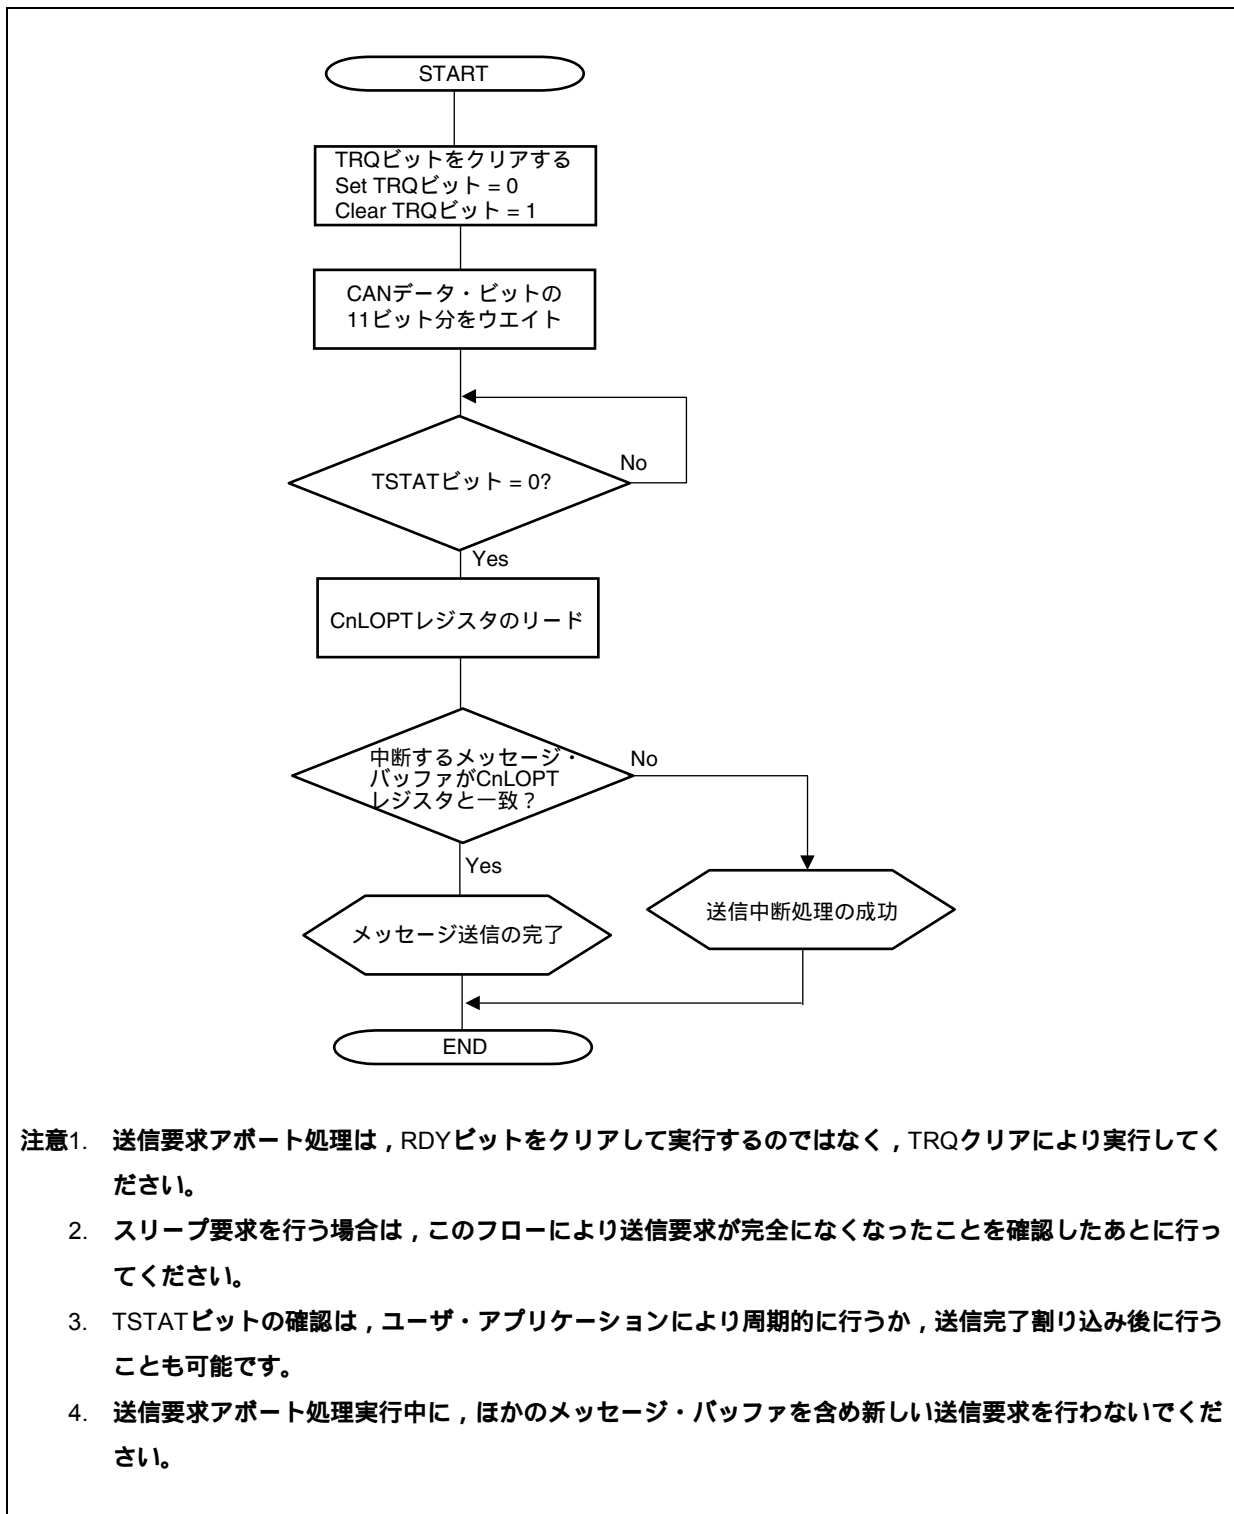 START
TRQビットをクリアする
Set TRQビット = 0
Clear TRQビット = 1
CANデータ・ビットの
11ビット分をウエイト
TSTATビット = 0?
No
Yes
CnLOPTレジスタのリード
中断するメッセージ・
バッファがCnLOPT
レジスタと一致？
No
Yes
メッセージ送信の完了
送信中断処理の成功
END
注意1. 送信要求アボート処理は，RDYビットをクリアして実行するのではなく，TRQクリアにより実行してく
ださい。
2. スリープ要求を行う場合は，このフローにより送信要求が完全になくなったことを確認したあとに行っ
てください。
3. TSTATビットの確認は，ユーザ・アプリケーションにより周期的に行うか，送信完了割り込み後に行う
ことも可能です。
4. 送信要求アボート処理実行中に，ほかのメッセージ・バッファを含め新しい送信要求を行わないでくだ
さい。